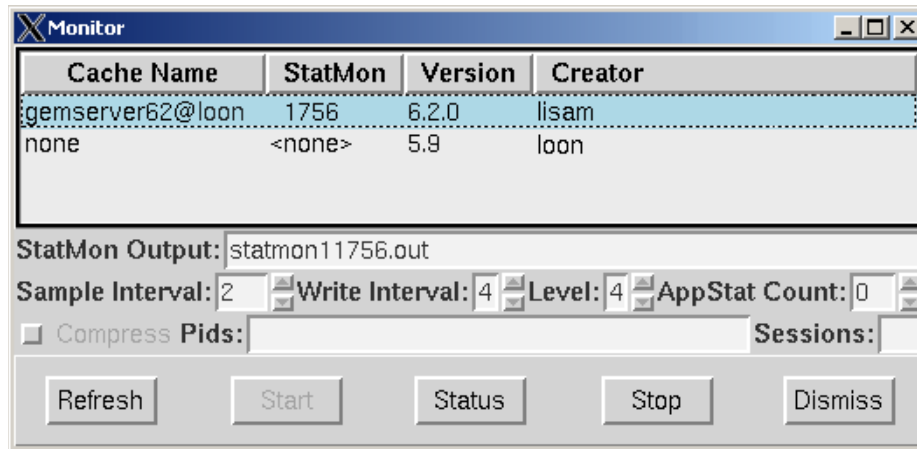 Monitor
Cache Name StatMon Version Creator
gemserver62@loon 1756 6.2.0 lisam
none <none> 5.9 loon
StatMon Output: statmon11756.out
Sample Interval: 2 Write Interval: 4 Level: 4 AppStat Count: 0
Compress Pids: Sessions:
Refresh Start Status Stop Dismiss